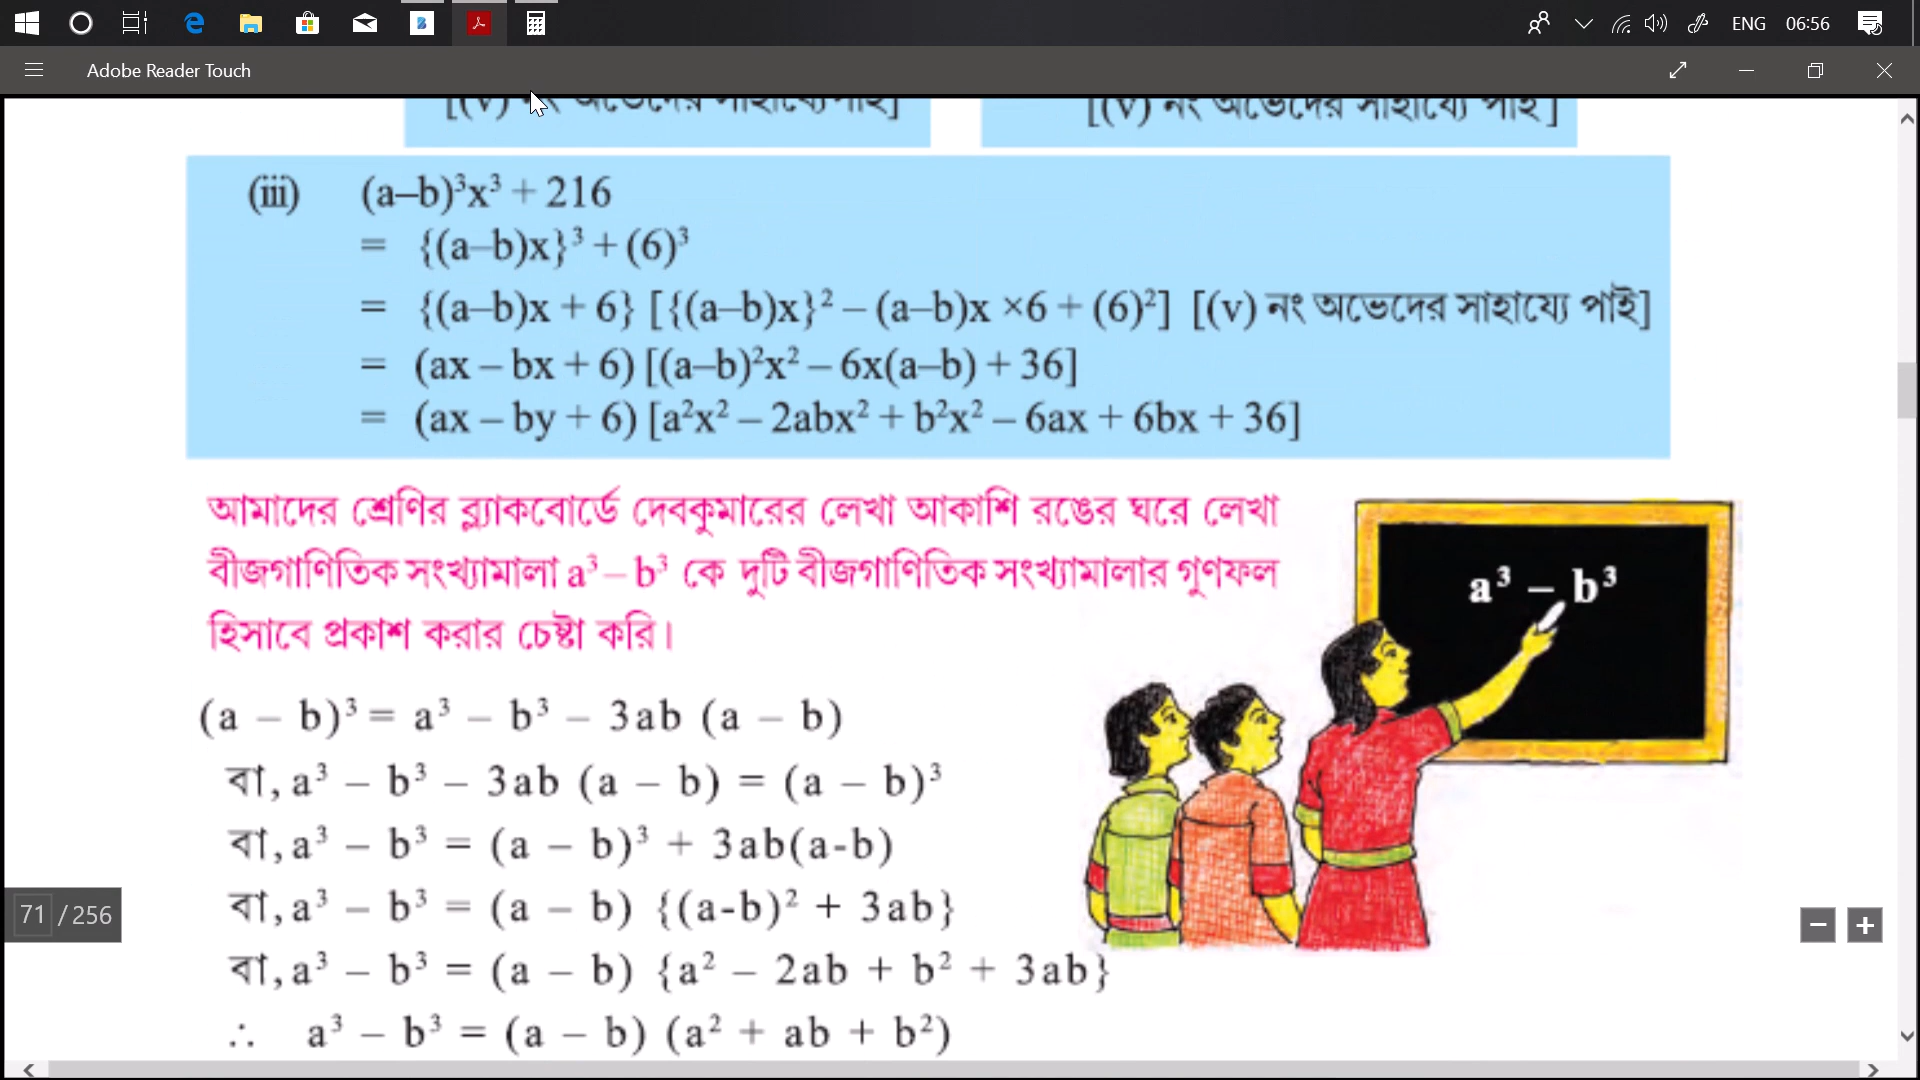 ENG 06:56
Adobe Reader Touch
[(v) নং অভেদের সাহায্যে পাই] [(v) নং অভেদের সাহায্যে পাই]
(iii) (a–b)³x³ + 216
= {(a–b)x}³ + (6)³
= {(a–b)x + 6} [{(a–b)x}² – (a–b)x ×6 + (6)²] [(v) নং অভেদের সাহায্যে পাই]
= (ax – bx + 6) [(a–b)²x² – 6x(a–b) + 36]
= (ax – by + 6) [a²x² – 2abx² + b²x² – 6ax + 6bx + 36]
আমাদের শ্রেণির ব্ল্যাকবোর্ডে দেবকুমারের লেখা আকাশি রঙের ঘরে লেখা
বীজগাণিতিক সংখ্যামালা a³ – b³ কে দুটি বীজগাণিতিক সংখ্যামালার গুণফল
হিসাবে প্রকাশ করার চেষ্টা করি।
a³ – b³
(a – b)³ = a³ – b³ – 3ab (a – b)
বা, a³ – b³ – 3ab (a – b) = (a – b)³
বা, a³ – b³ = (a – b)³ + 3ab(a-b)
বা, a³ – b³ = (a – b) {(a-b)² + 3ab}
বা, a³ – b³ = (a – b) {a² – 2ab + b² + 3ab}
∴ a³ – b³ = (a – b) (a² + ab + b²)
71 / 256